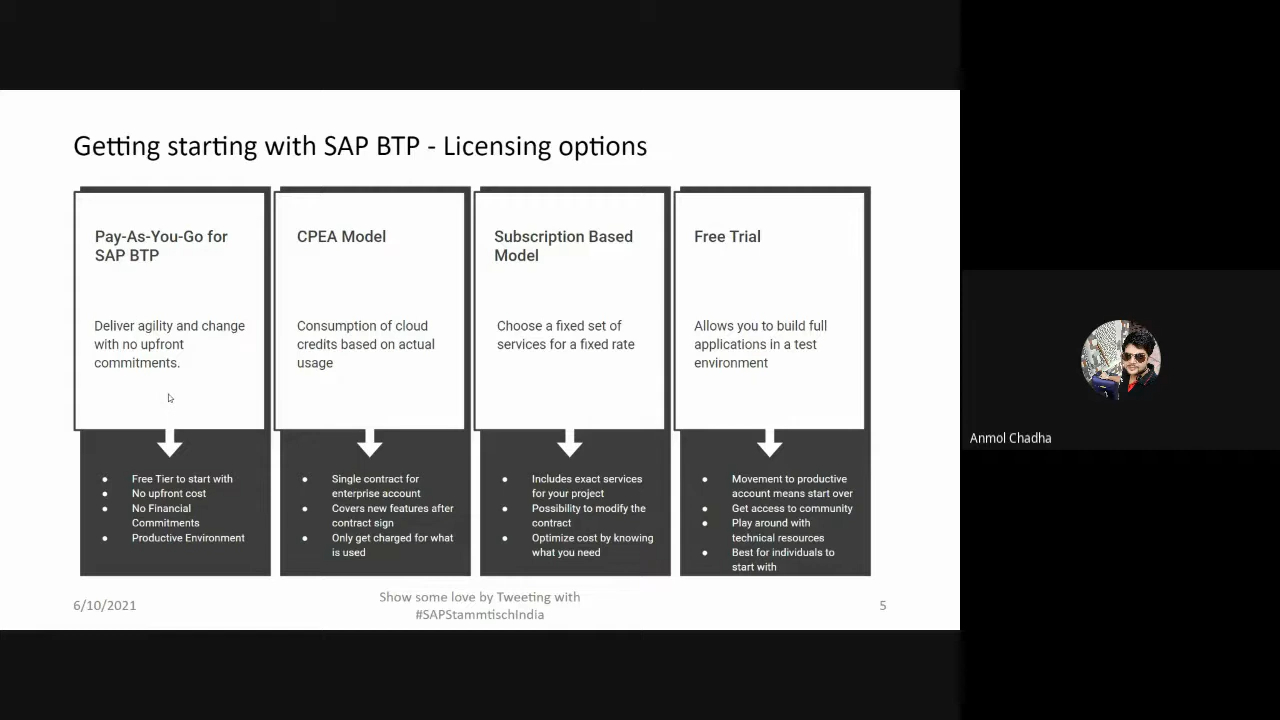 Getting starting with SAP BTP - Licensing options
Pay-As-You-Go for
SAP BTP
Deliver agility and change
with no upfront
commitments.
Free Tier to start with
No upfront cost
No Financial
Commitments
Productive Environment
CPEA Model
Consumption of cloud
credits based on actual
usage
Single contract for
enterprise account
Covers new features after
contract sign
Only get charged for what
is used
Subscription Based
Model
Choose a fixed set of
services for a fixed rate
Includes exact services
for your project
Possibility to modify the
contract
Optimize cost by knowing
what you need
Free Trial
Allows you to build full
applications in a test
environment
Movement to productive
account means start over
Get access to community
Play around with
technical resources
Best for individuals to
start with
6/10/2021
Show some love by Tweeting with
#SAPStammtischIndia
5
Anmol Chadha